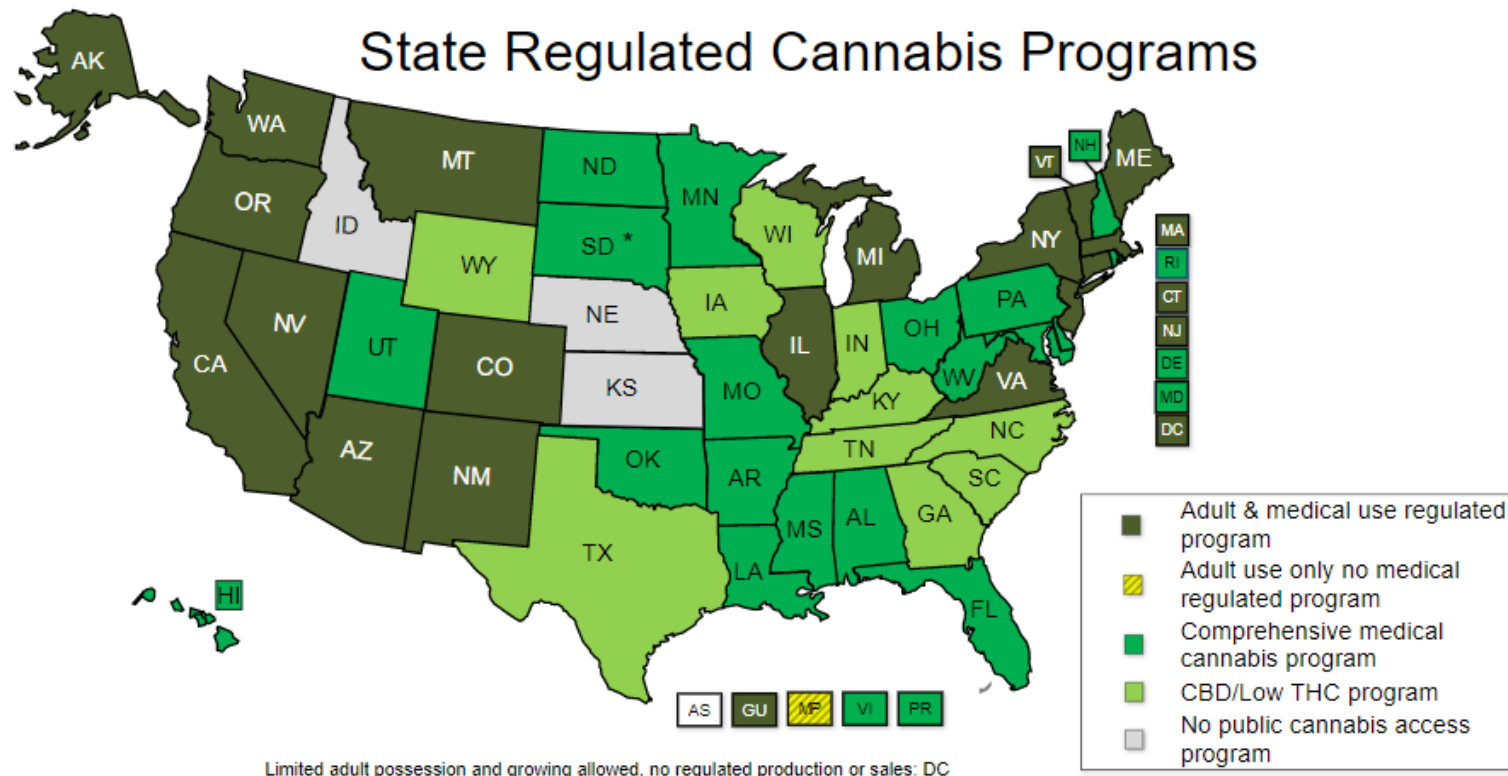 State Regulated Cannabis Programs
AK
WA
MT
ND
MN
VT
NH
ME
OR
ID
SD *
WI
MI
NY
MA
WY
RI
IA
PA
CT
NV
NE
OH
NJ
UT
CO
IL
IN
DE
CA
KS
MO
WV
VA
MD
KY
DC
AZ
NM
OK
AR
TN
NC
SC
MS
AL
GA
TX
LA
HI
FL
AS
GU
MP
VI
PR
Adult & medical use regulated
program
Adult use only no medical
regulated program
Comprehensive medical
cannabis program
CBD/Low THC program
No public cannabis access
program
Limited adult possession and growing allowed, no regulated production or sales: DC